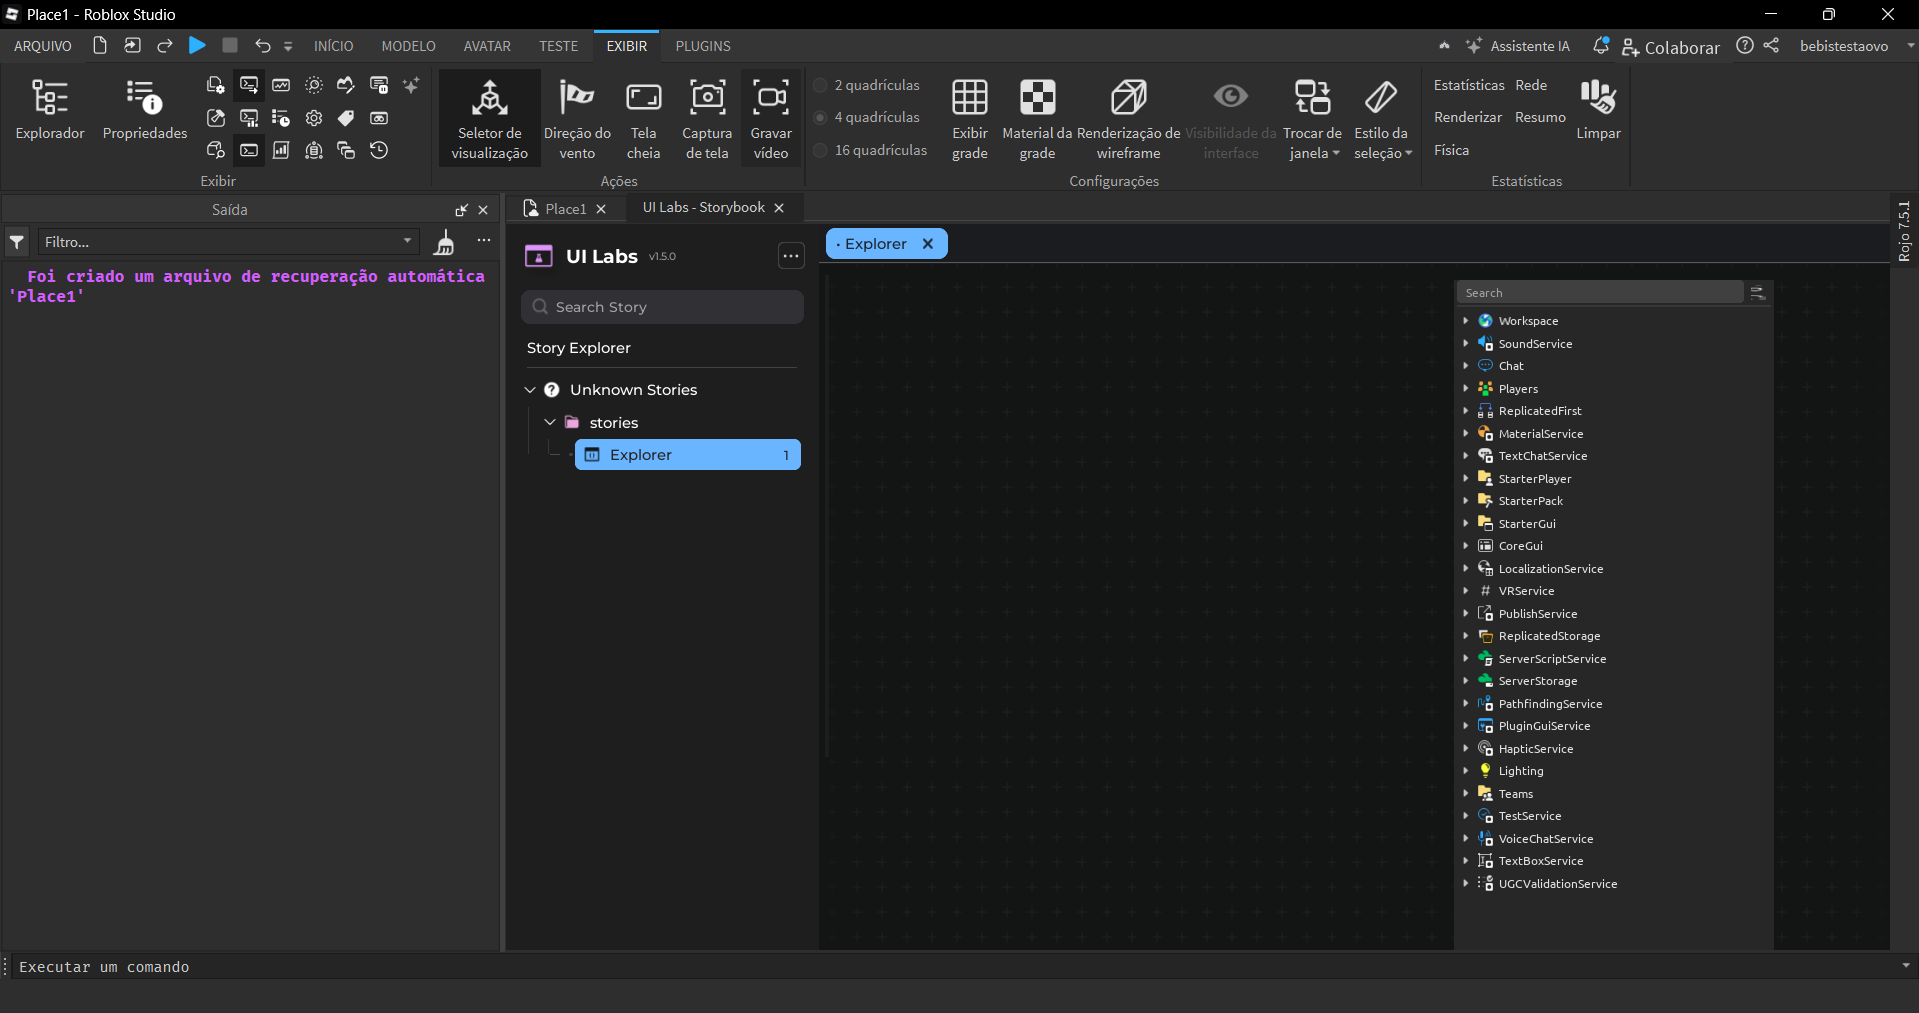 Place1 - Roblox Studio
ARQUIVO INÍCIO MODELO AVATAR TESTE EXIBIR PLUGINS Assistente IA Colaborar bebistestaovo
Explorador
Propriedades
Exibir
Seletor de
visualização
Direção do
vento
Tela
cheia
Captura
de tela
Gravar
vídeo
Ações
2 quadrículas
4 quadrículas
16 quadrículas
Exibir
grade
Material da
grade
Renderização de
wireframe
Visibilidade da
interface
Trocar de
janela
Estilo da
seleção
Configurações
Estatísticas Rede
Renderizar Resumo
Física
Limpar
Estatísticas
Saída
Filtro...
Foi criado um arquivo de recuperação automática
'Place1'
Place1
UI Labs - Storybook
UI Labs v1.5.0
Search Story
Story Explorer
Unknown Stories
stories
Explorer 1
· Explorer
Search
Workspace
SoundService
Chat
Players
ReplicatedFirst
MaterialService
TextChatService
StarterPlayer
StarterPack
StarterGui
CoreGui
LocalizationService
VRService
PublishService
ReplicatedStorage
ServerScriptService
ServerStorage
PathfindingService
PluginGuiService
HapticService
Lighting
Teams
TestService
VoiceChatService
TextBoxService
UGCValidationService
Rojo 7.5.1
Executar um comando